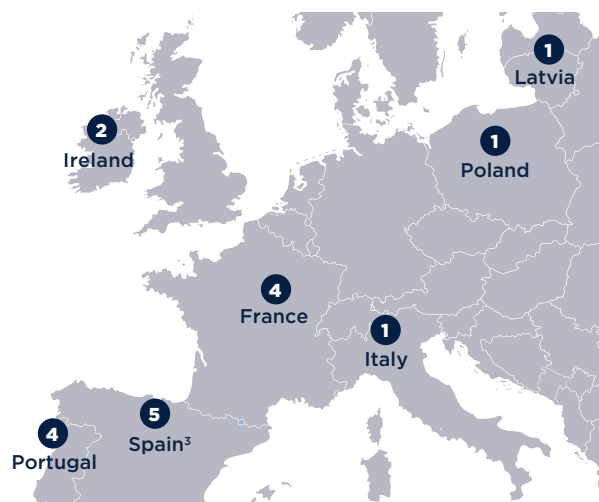 1
Latvia
2
Ireland
1
Poland
4
France
1
Italy
5
Spain³
4
Portugal